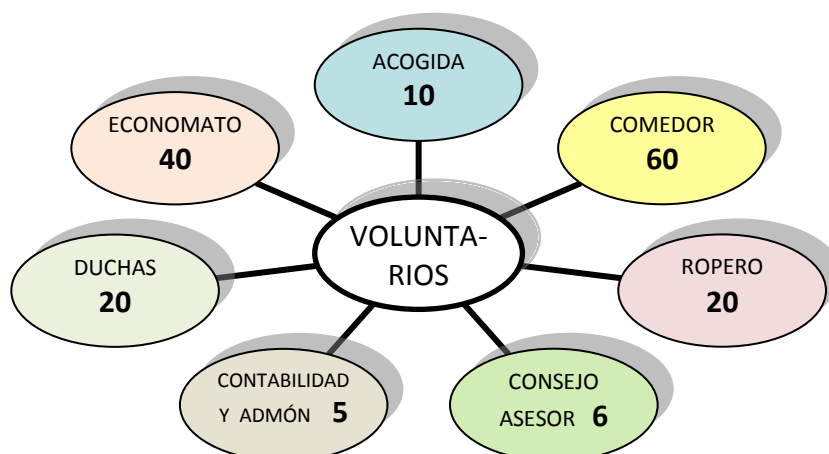 ACOGIDA
10
ECONOMATO
40
COMEDOR
60
VOLUNTA-
RIOS
DUCHAS
20
ROPERO
20
CONTABILIDAD
Y ADMÓN 5
CONSEJO
ASESOR 6